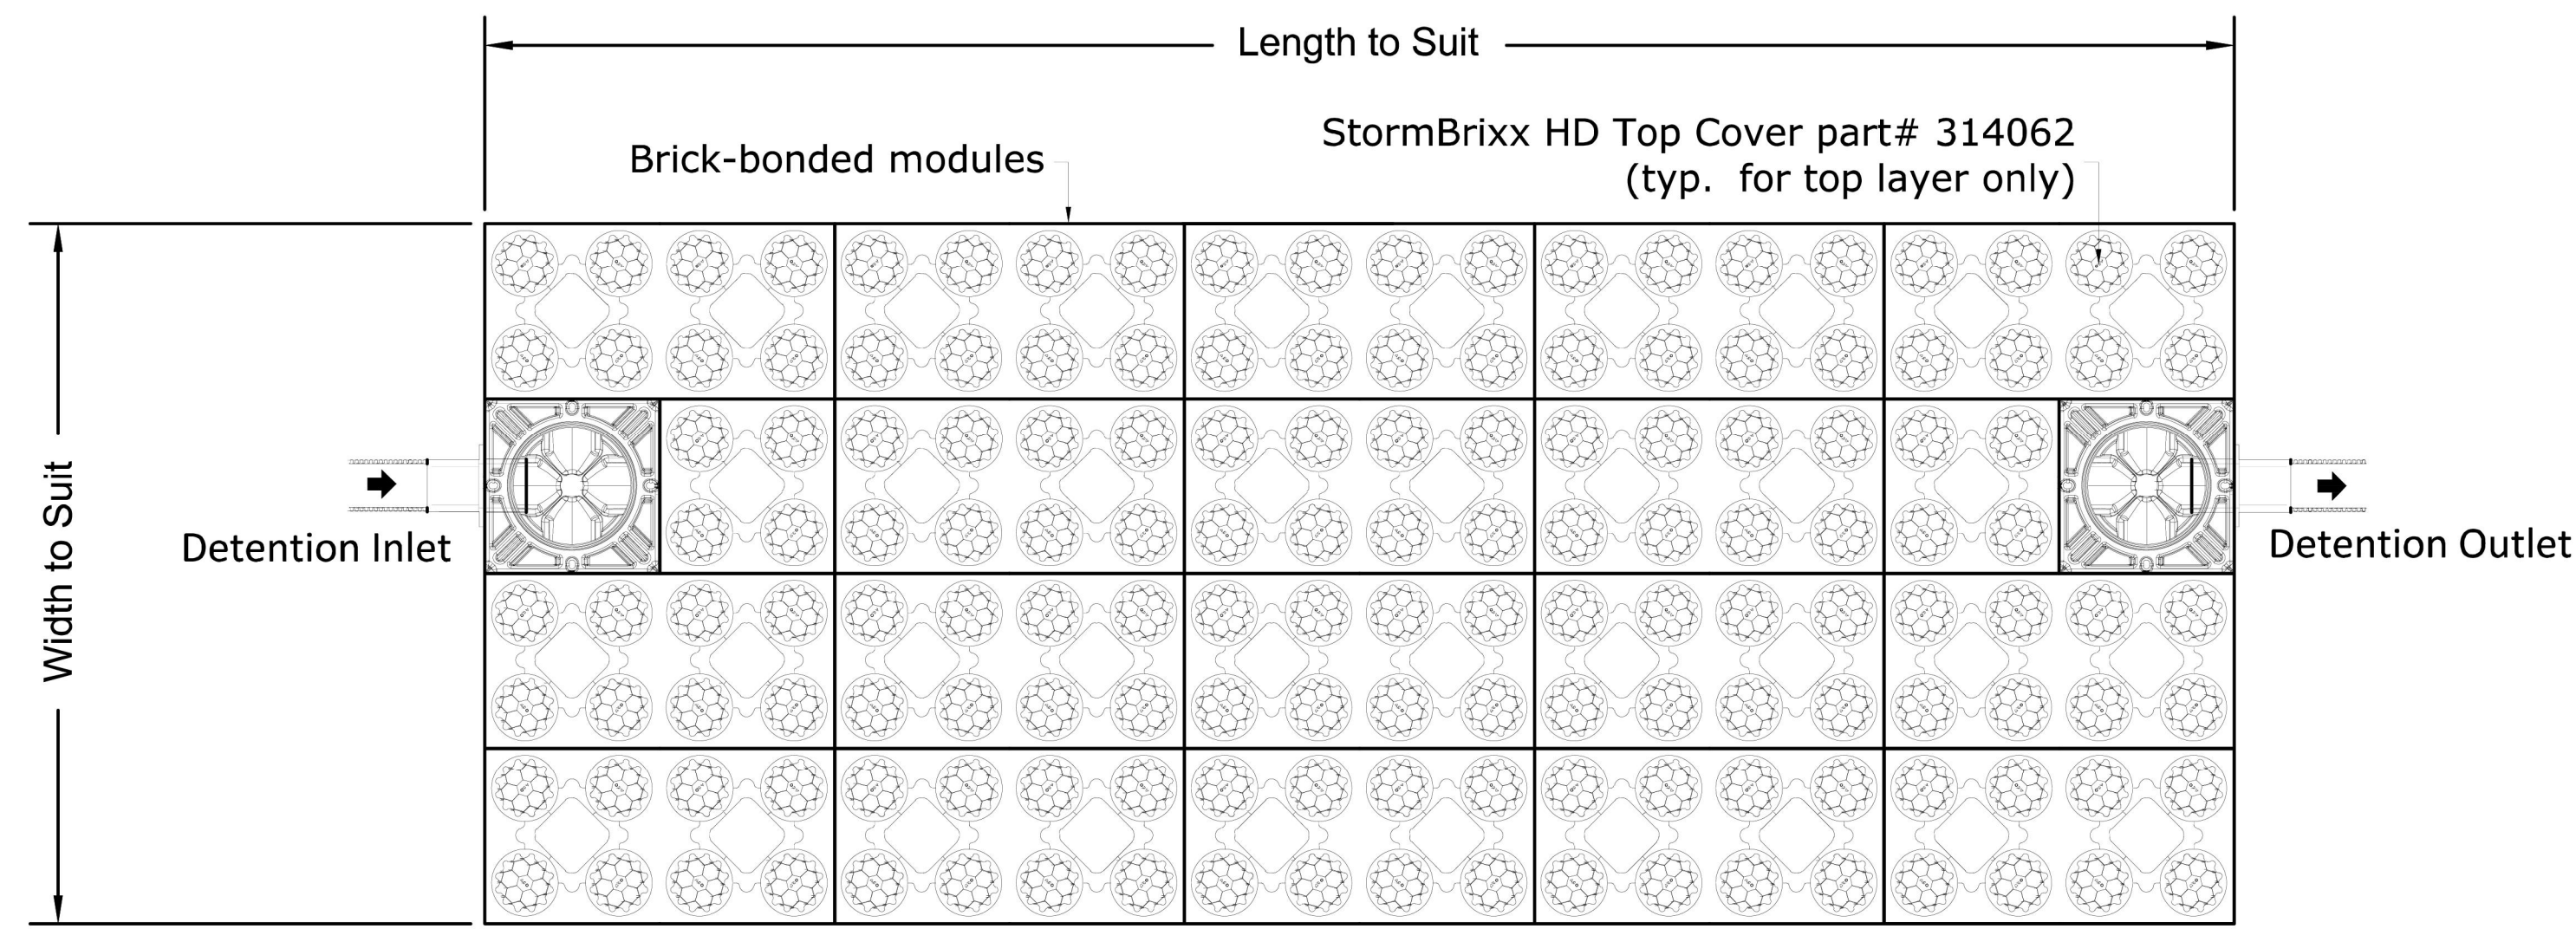 Length to Suit
StormBrixx HD Top Cover part# 314062
(typ. for top layer only)
Brick-bonded modules
Width to Suit
Detention Inlet
Detention Outlet